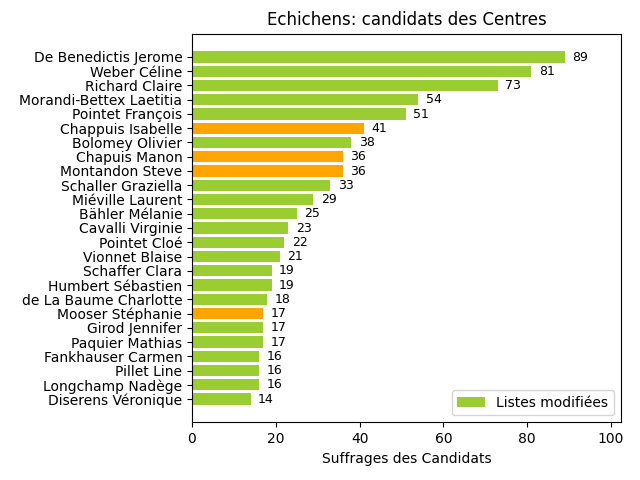 Echichens: candidats des Centres
De Benedictis Jerome 89
Weber Céline 81
Richard Claire 73
Morandi-Bettex Laetitia 54
Pointet François 51
Chappuis Isabelle 41
Bolomey Olivier 38
Chapuis Manon 36
Montandon Steve 36
Schaller Graziella 33
Miéville Laurent 29
Bähler Mélanie 25
Cavalli Virginie 23
Pointet Cloé 22
Vionnet Blaise 21
Schaffer Clara 19
Humbert Sébastien 19
de La Baume Charlotte 18
Mooser Stéphanie 17
Girod Jennifer 17
Paquier Mathias 17
Fankhauser Carmen 16
Pillet Line 16
Longchamp Nadège 16
Diserens Véronique 14
Listes modifiées
0 20 40 60 80 100
Suffrages des Candidats